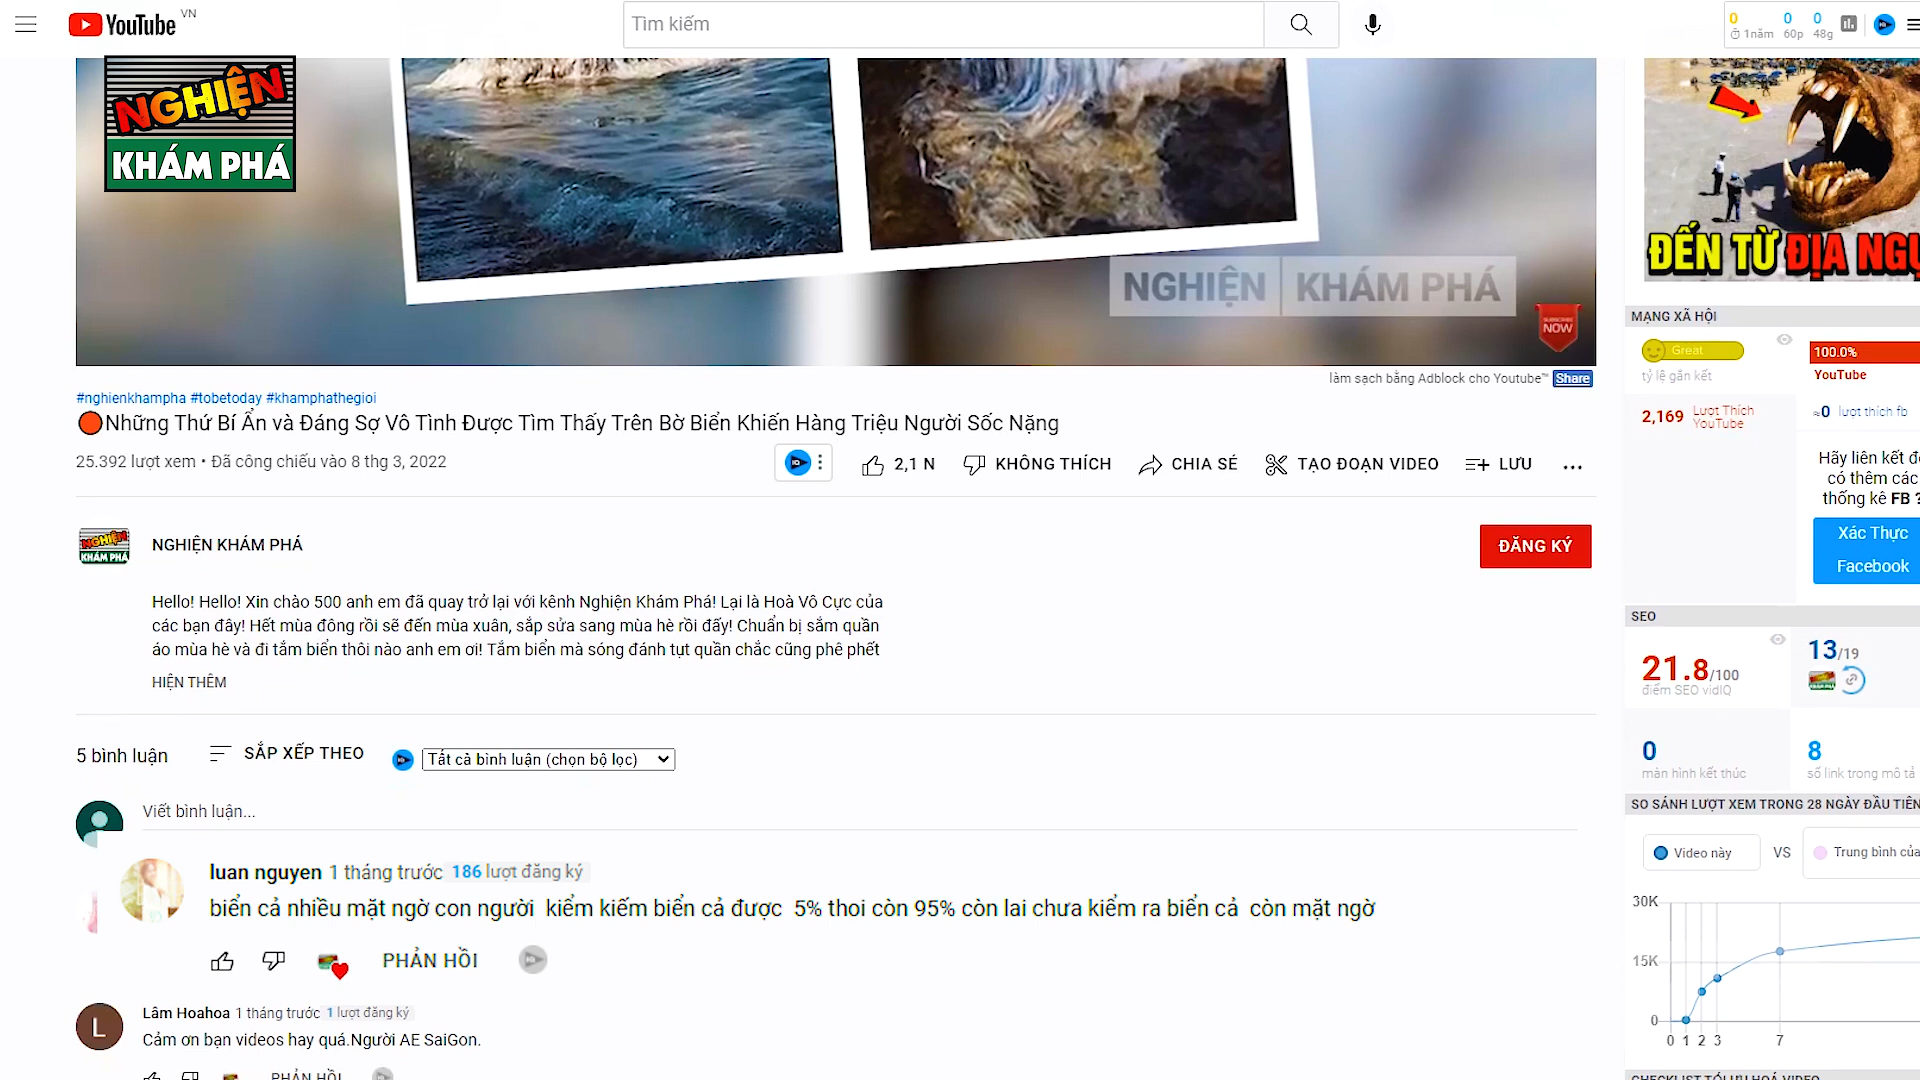 YouTube VN
Tìm kiếm
0 0 0
1năm 60p 48g
NGHIỆN
KHÁM PHÁ
NGHIỆN KHÁM PHÁ
SUBSCRIBE
NOW
ĐẾN TỪ ĐỊA NGỤ
làm sạch bằng Adblock cho Youtube™ Share
#nghienkhampha #tobetoday #khamphathegioi
Những Thứ Bí Ẩn và Đáng Sợ Vô Tình Được Tìm Thấy Trên Bờ Biển Khiến Hàng Triệu Người Sốc Nặng
25.392 lượt xem • Đã công chiếu vào 8 thg 3, 2022
2,1 N KHÔNG THÍCH CHIA SẺ TẠO ĐOẠN VIDEO LƯU ...
NGHIỆN KHÁM PHÁ
NGHIỆN KHÁM PHÁ
ĐĂNG KÝ
Hello! Hello! Xin chào 500 anh em đã quay trở lại với kênh Nghiện Khám Phá! Lại là Hoà Vô Cực của
các bạn đây! Hết mùa đông rồi sẽ đến mùa xuân, sắp sửa sang mùa hè rồi đấy! Chuẩn bị sắm quần
áo mùa hè và đi tắm biển thôi nào anh em ơi! Tắm biển mà sóng đánh tụt quần chắc cũng phê phết
HIỆN THÊM
5 bình luận SẮP XẾP THEO Tất cả bình luận (chọn bộ lọc)
Viết bình luận...
luan nguyen 1 tháng trước 186 lượt đăng ký
biển cả nhiều mặt ngờ con người kiểm kiếm biển cả được 5% thoi còn 95% còn lai chưa kiểm ra biển cả còn mặt ngờ
PHẢN HỒI
L
Lâm Hoahoa 1 tháng trước 1 lượt đăng ký
Cảm ơn bạn videos hay quá.Người AE SaiGon.
PHẢN HỒI
MẠNG XÃ HỘI
Great
tỷ lệ gắn kết
100.0%
YouTube
2,169 Lượt Thích
YouTube
≈0 lượt thích fb
Hãy liên kết để
có thêm các
thống kê FB ?
Xác Thực
Facebook
SEO
21.8/100
điểm SEO vidIQ
13/19
0
màn hình kết thúc
8
số link trong mô tả
SO SÁNH LƯỢT XEM TRONG 28 NGÀY ĐẦU TIÊN
Video này VS Trung bình của
30K
15K
0
0 1 2 3 7
CHECKLIST TỐI ƯU HOÁ VIDEO